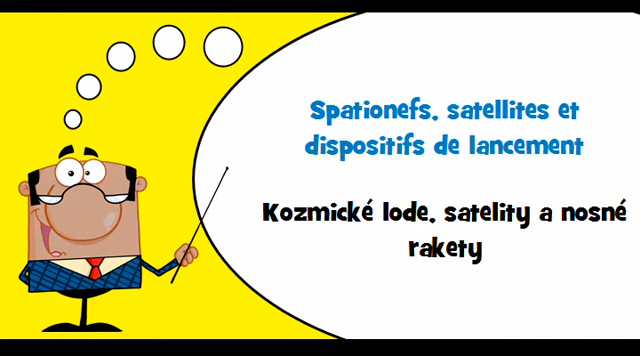 Spationefs, satellites et
dispositifs de lancement
Kozmické lode, satelity a nosné
rakety